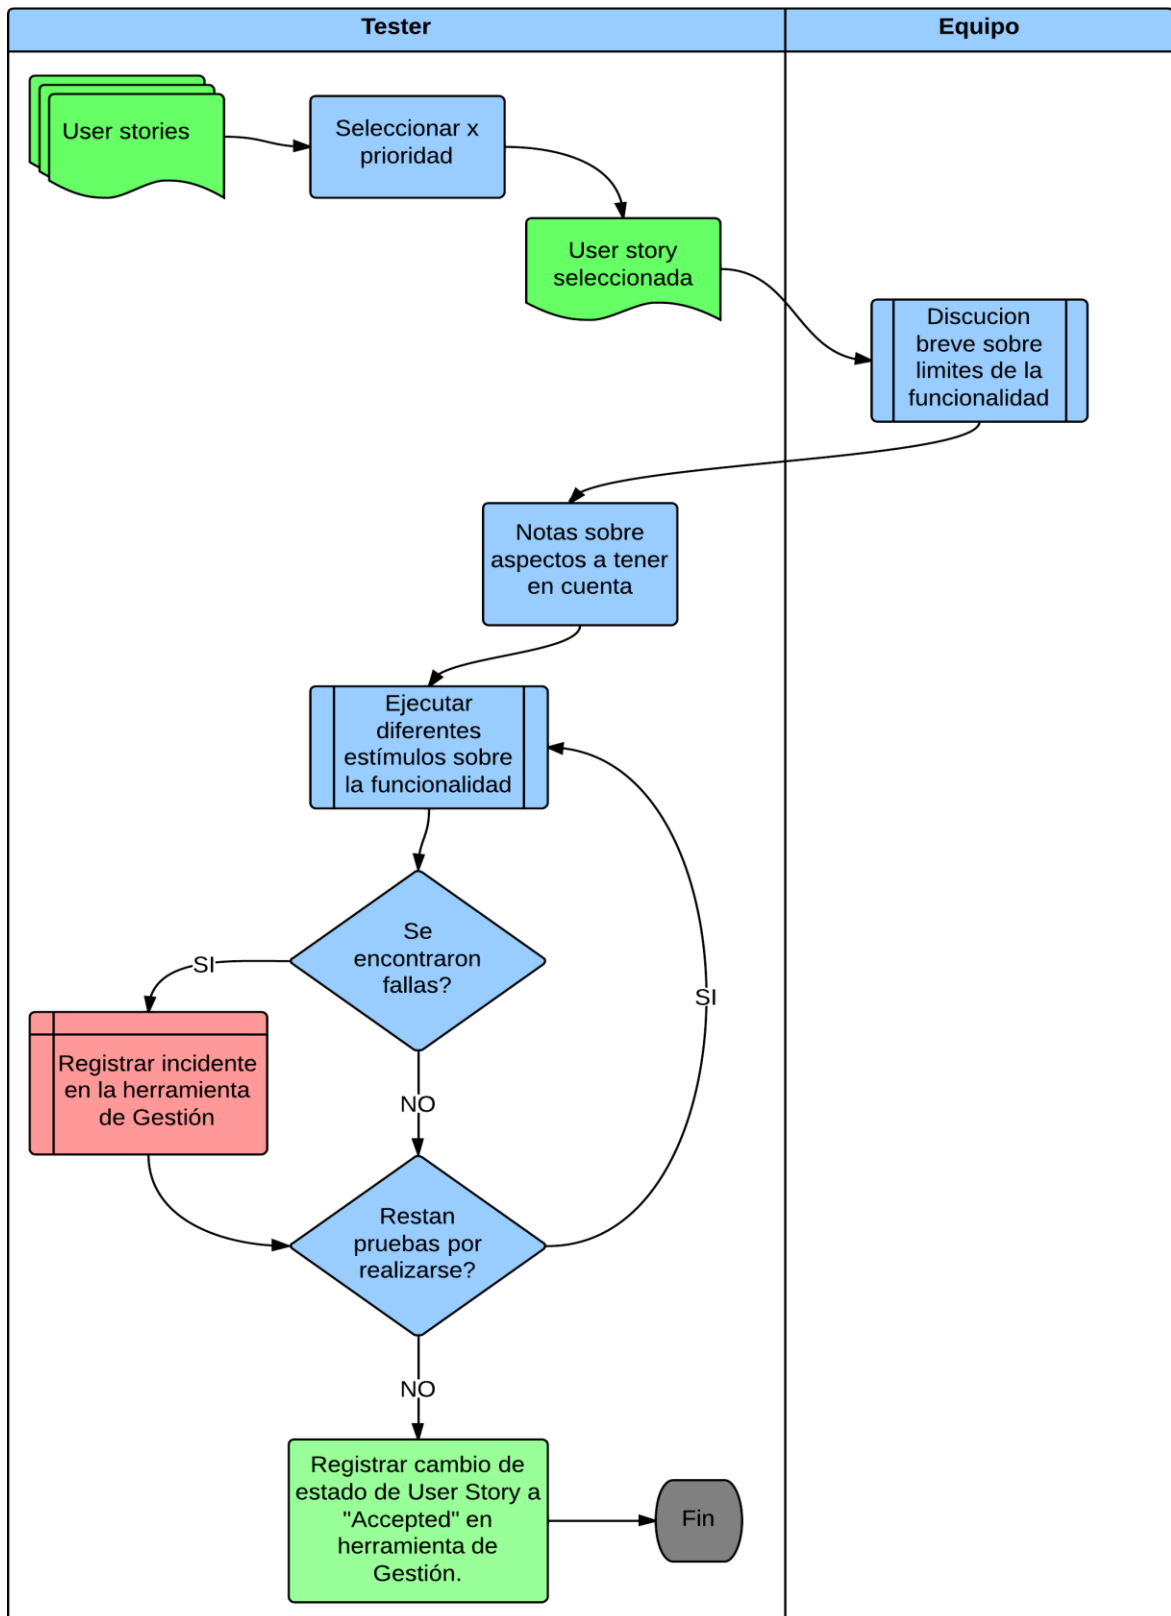 Tester
Equipo
User stories
Seleccionar x
prioridad
User story
seleccionada
Discucion
breve sobre
limites de la
funcionalidad
Notas sobre
aspectos a tener
en cuenta
Ejecutar
diferentes
estímulos sobre
la funcionalidad
Se
encontraron
fallas?
SI
SI
Registrar incidente
en la herramienta
de Gestión
NO
Restan
pruebas por
realizarse?
NO
Registrar cambio de
estado de User Story a
"Accepted" en
herramienta de
Gestión.
Fin